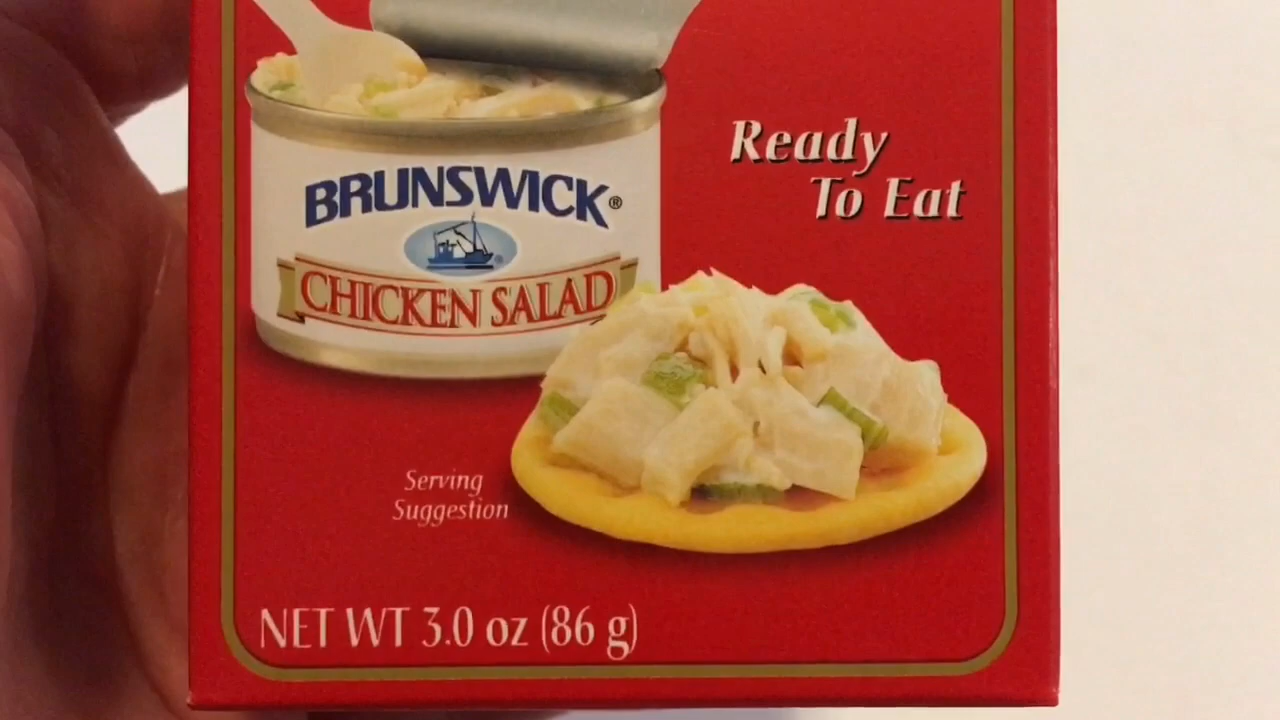 BRUNSWICK®
CHICKEN SALAD
Ready
To Eat
Serving
Suggestion
NET WT 3.0 oz (86 g)